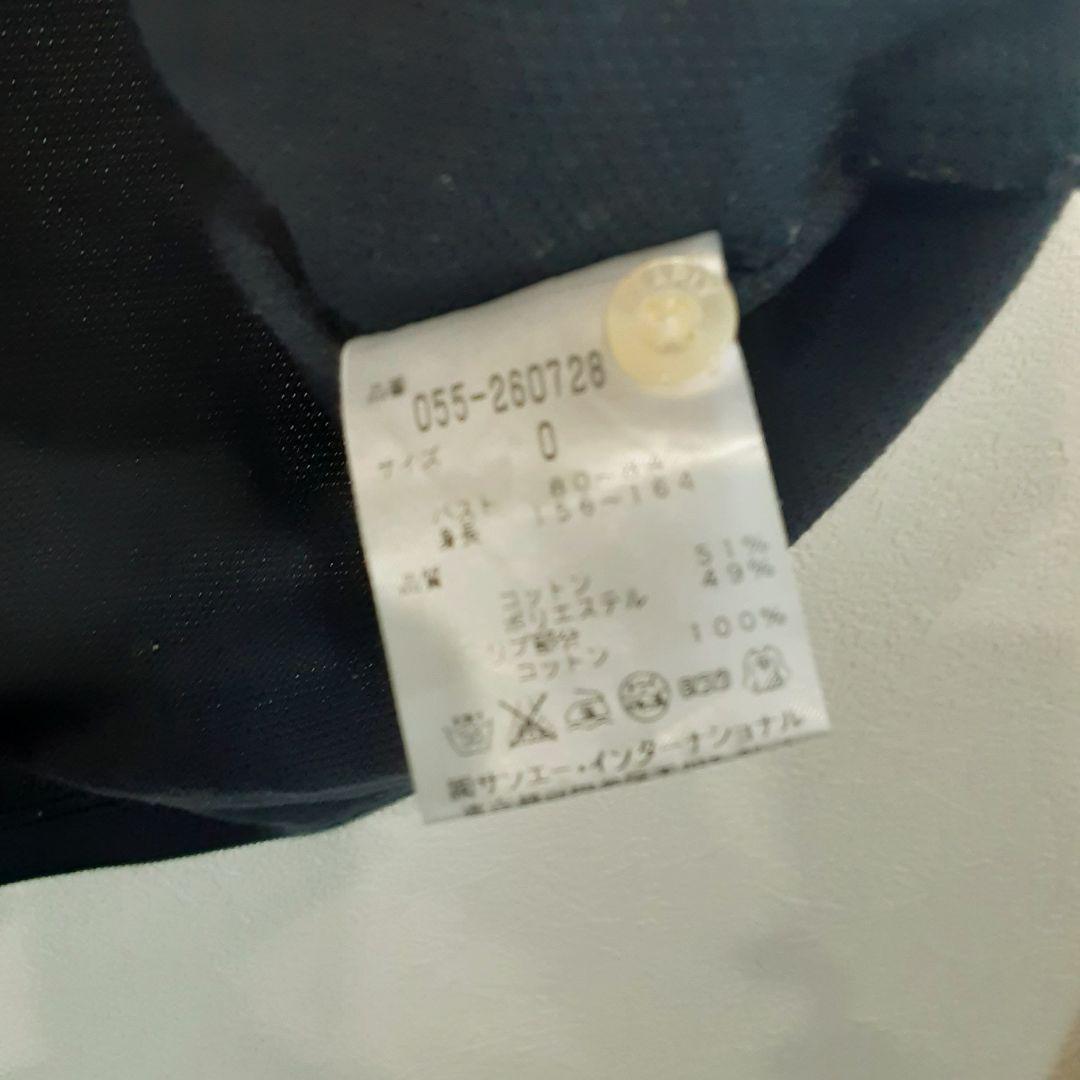 品番 055-260728
サイズ 0
バスト 80~84
身長 156~164
品質
コットン 51%
ポリエステル 49%
リブ部分
コットン 100%
㈱サンエー・インターナショナル